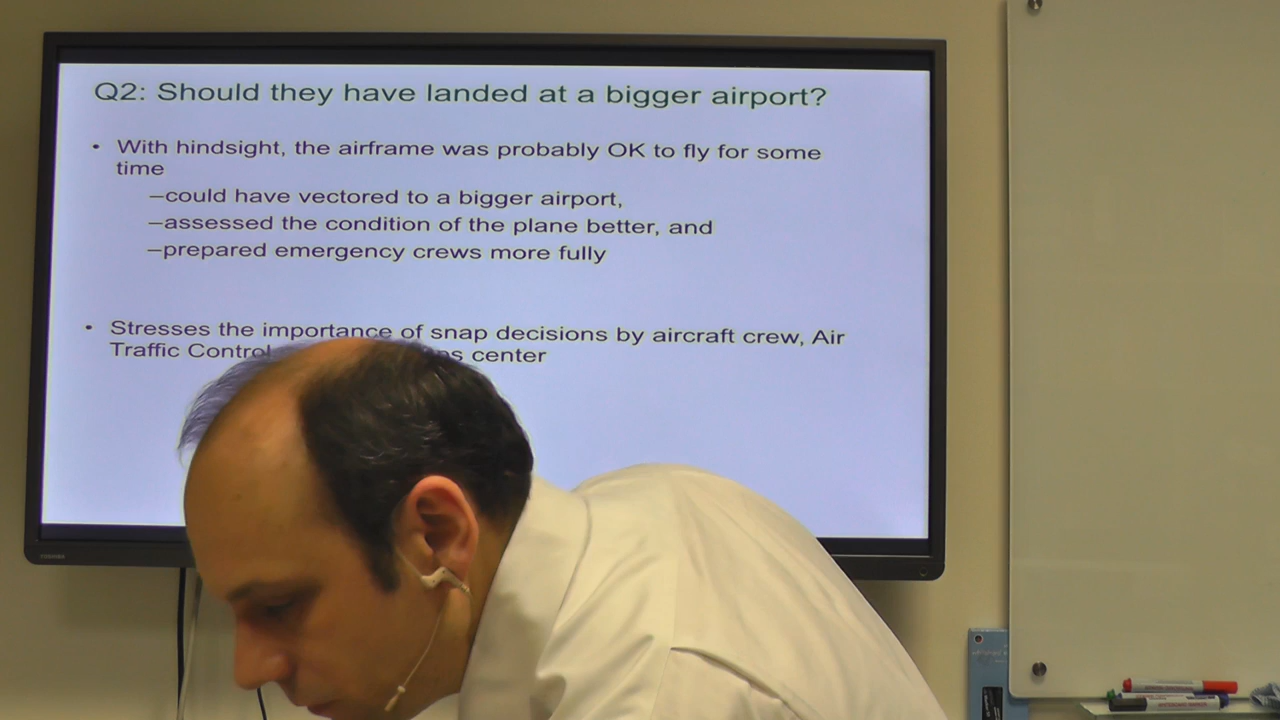 Q2: Should they have landed at a bigger airport?
• With hindsight, the airframe was probably OK to fly for some
time
–could have vectored to a bigger airport,
–assessed the condition of the plane better, and
–prepared emergency crews more fully
• Stresses the importance of snap decisions by aircraft crew, Air
Traffic Control center
TOSHIBA